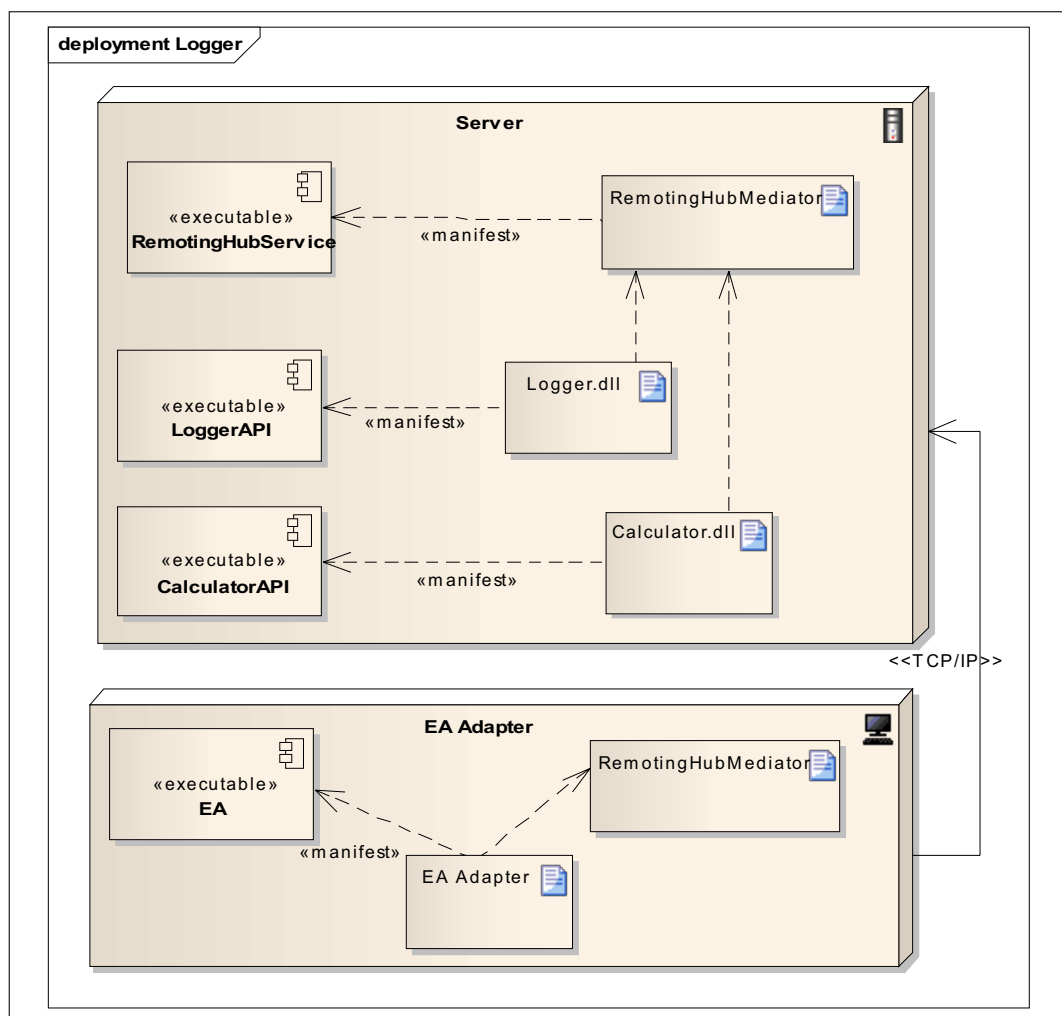 deployment Logger
Server
«executable»
RemotingHubService
«manifest»
RemotingHubMediator
Logger.dll
«executable»
LoggerAPI
«manifest»
Calculator.dll
«executable»
CalculatorAPI
«manifest»
<<TCP/IP>>
EA Adapter
«executable»
EA
RemotingHubMediator
«manifest»
EA Adapter